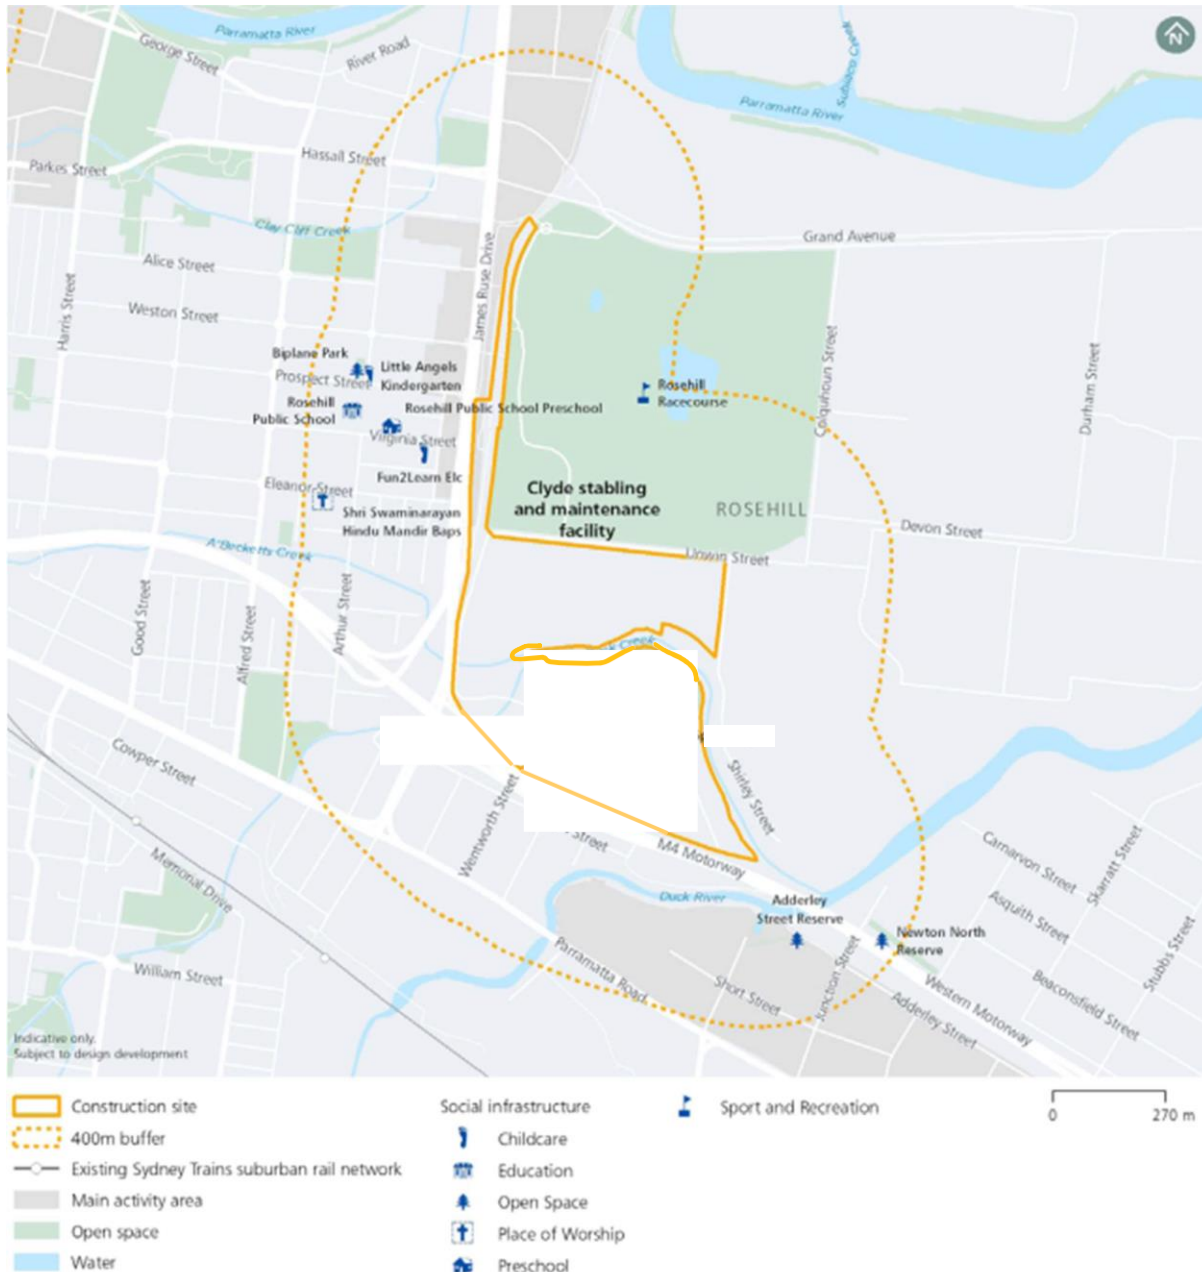 Parramatta River
George Street
River Road
Subiaco Creek
Parramatta River
N
Hassall Street
Parkes Street
Clay Cliff Creek
Grand Avenue
James Ruse Drive
Alice Street
Harris Street
Weston Street
Colquhoun Street
Durham Street
Biplane Park
Little Angels
Kindergarten
Prospect Street
Rosehill
Public School
Rosehill Public School Preschool
Rosehill
Racecourse
Virginia Street
Fun2Learn Elc
Eleanor Street
Shri Swaminarayan
Hindu Mandir Baps
Clyde stabling
and maintenance
facility
ROSEHILL
Devon Street
Unwin Street
A'Becketts Creek
Good Street
Alfred Street
Arthur Street
Creek
Cowper Street
Wentworth Street
Street
Shirley Street
M4 Motorway
Memorial Drive
Duck River
Adderley
Street Reserve
Newton North
Reserve
Carnarvon Street
Skarratt Street
Asquith Street
Stubbs Street
Beaconsfield Street
William Street
Parramatta Road
Short Street
Junction Street
Western Motorway
Adderley Street
Indicative only.
Subject to design development
Construction site
400m buffer
Existing Sydney Trains suburban rail network
Main activity area
Open space
Water
Social infrastructure
Childcare
Education
Open Space
Place of Worship
Preschool
Sport and Recreation
0 270 m